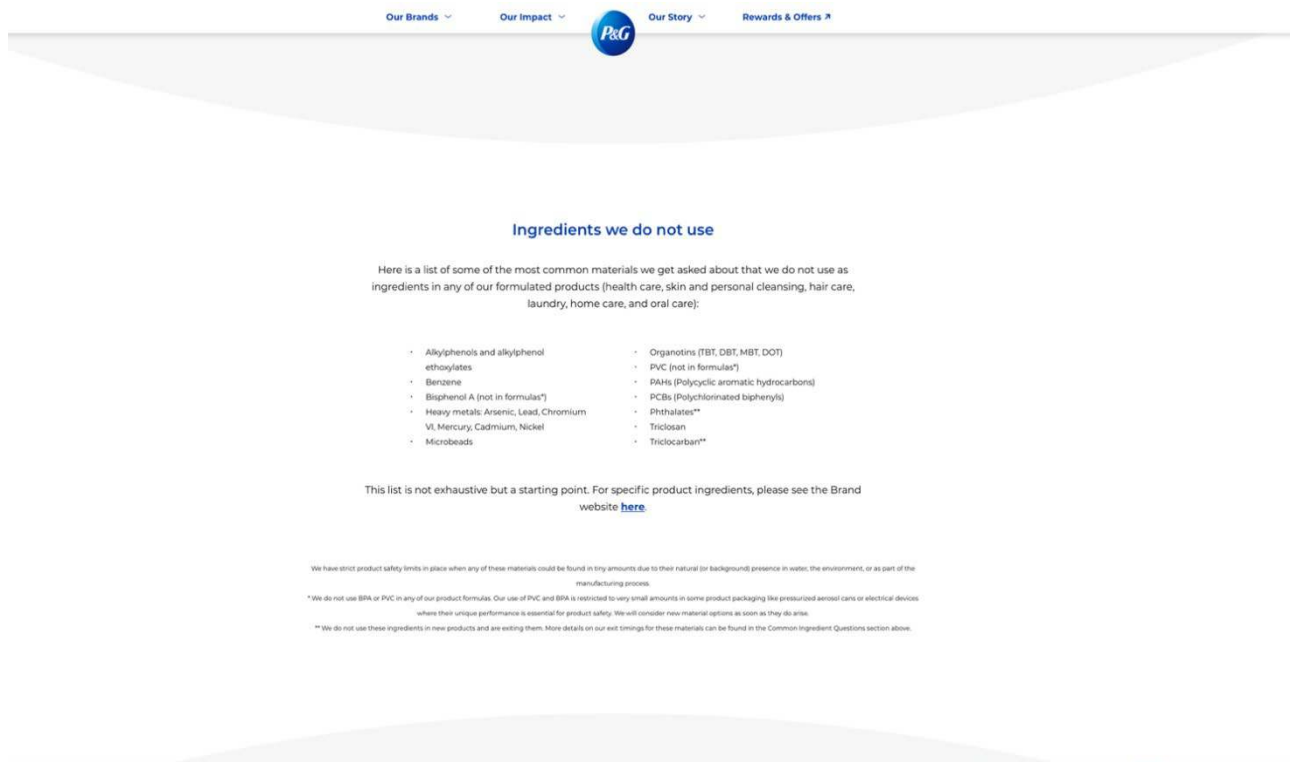 Our Brands
Our Impact
P&G
Our Story
Rewards & Offers ↗
Ingredients we do not use
Here is a list of some of the most common materials we get asked about that we do not use as
ingredients in any of our formulated products (health care, skin and personal cleansing, hair care,
laundry, home care, and oral care):
· Alkylphenols and alkylphenol
ethoxylates
· Benzene
· Bisphenol A (not in formulas*)
· Heavy metals: Arsenic, Lead, Chromium
VI, Mercury, Cadmium, Nickel
· Microbeads
· Organotins (TBT, DBT, MBT, DOT)
· PVC (not in formulas*)
· PAHs (Polycyclic aromatic hydrocarbons)
· PCBs (Polychlorinated biphenyls)
· Phthalates**
· Triclosan
· Triclocarban**
This list is not exhaustive but a starting point. For specific product ingredients, please see the Brand
website here.
We have strict product safety limits in place when any of these materials could be found in tiny amounts due to their natural (or background) presence in water, the environment, or as part of the
manufacturing process.
* We do not use BPA or PVC in any of our product formulas. Our use of PVC and BPA is restricted to very small amounts in some product packaging like pressurized aerosol cans or electrical devices
where their unique performance is essential for product safety. We will consider new material options as soon as they do arise.
** We do not use these ingredients in new products and are exiting them. More details on our exit timings for these materials can be found in the Common Ingredient Questions section above.